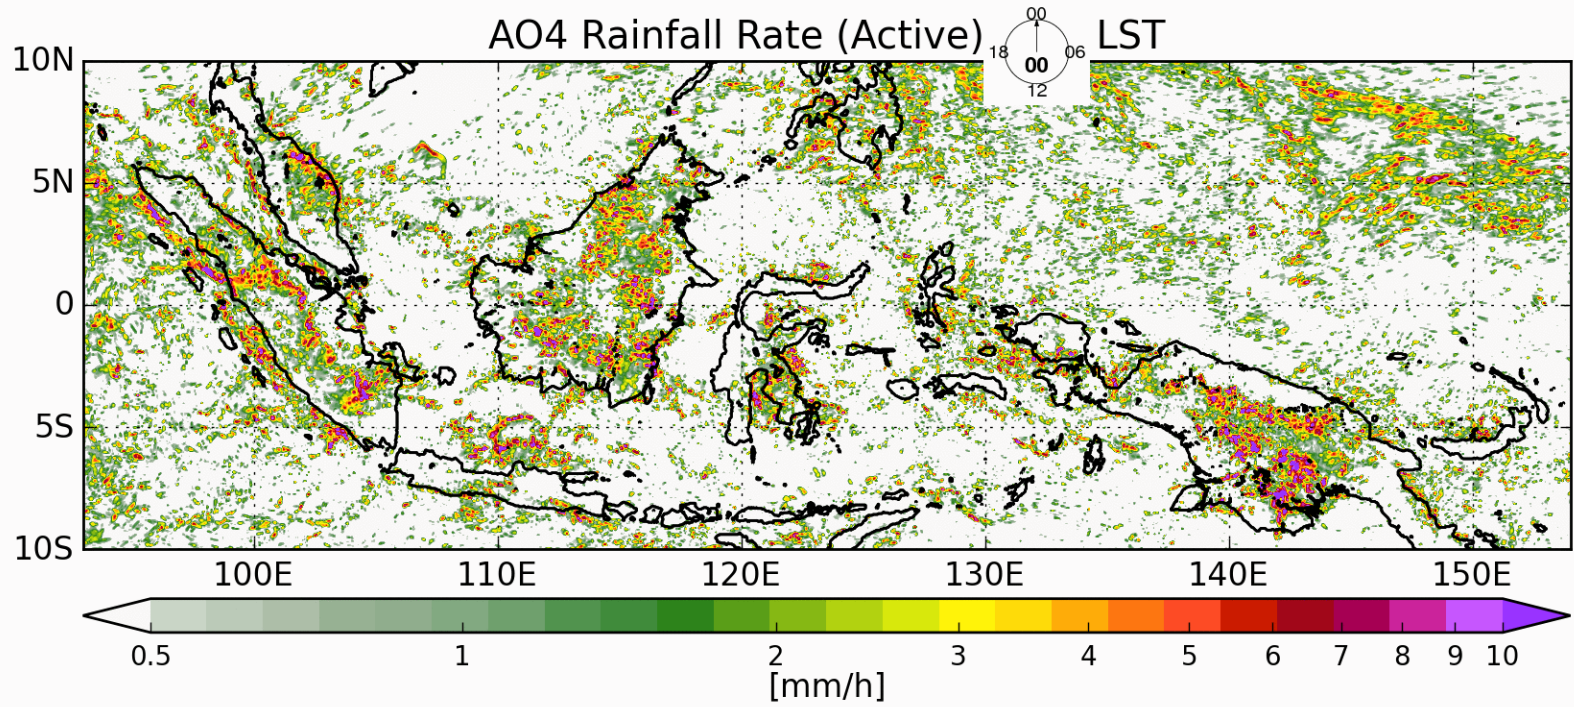 AO4 Rainfall Rate (Active) LST
00
18 06
00
12
10N
5N
0
5S
10S
100E 110E 120E 130E 140E 150E
0.5 1 2 3 4 5 6 7 8 9 10
[mm/h]